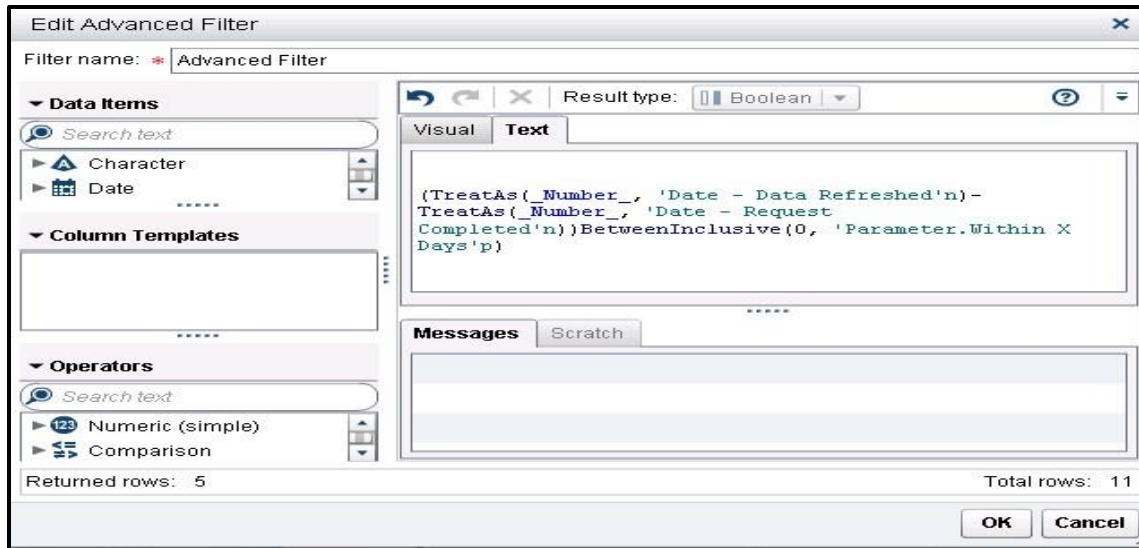 Edit Advanced Filter
Filter name: * Advanced Filter
Data Items
Search text
Character
Date
Column Templates
Operators
Search text
Numeric (simple)
Comparison
Result type: Boolean
Visual Text
(TreatAs(_Number_, 'Date - Data Refreshed'n)-
TreatAs(_Number_, 'Date - Request
Completed'n))BetweenInclusive(0, 'Parameter.Within X
Days'p)
Messages Scratch
Returned rows: 5
Total rows: 11
OK Cancel